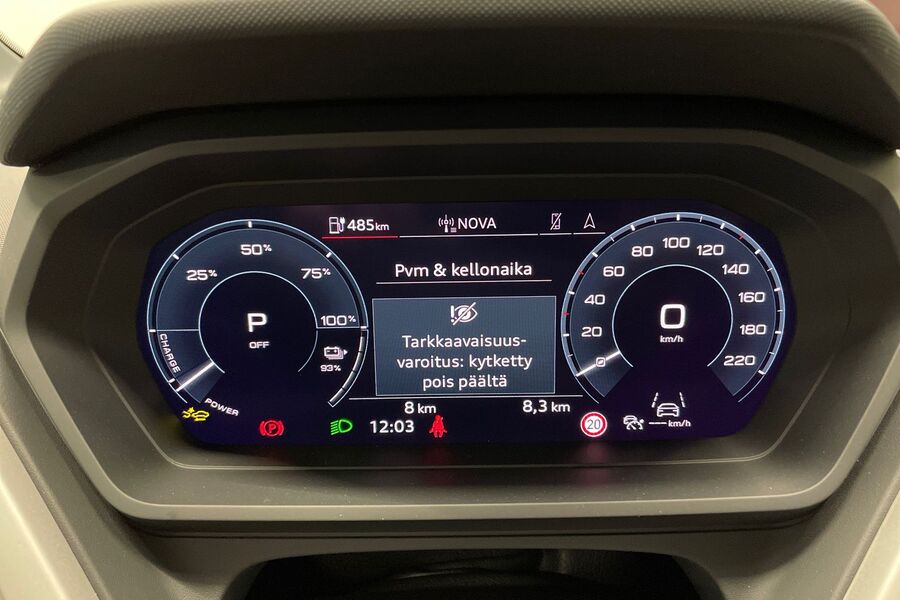 485km
NOVA
Pvm & kellonaika
Tarkkaavaisuus-
varoitus: kytketty
pois päältä
8 km
8,3 km
12:03
25%
50%
75%
100%
P
OFF
93%
CHARGE
POWER
20
40
60
80
100
120
140
160
180
220
0
km/h
P
P
20
--- km/h